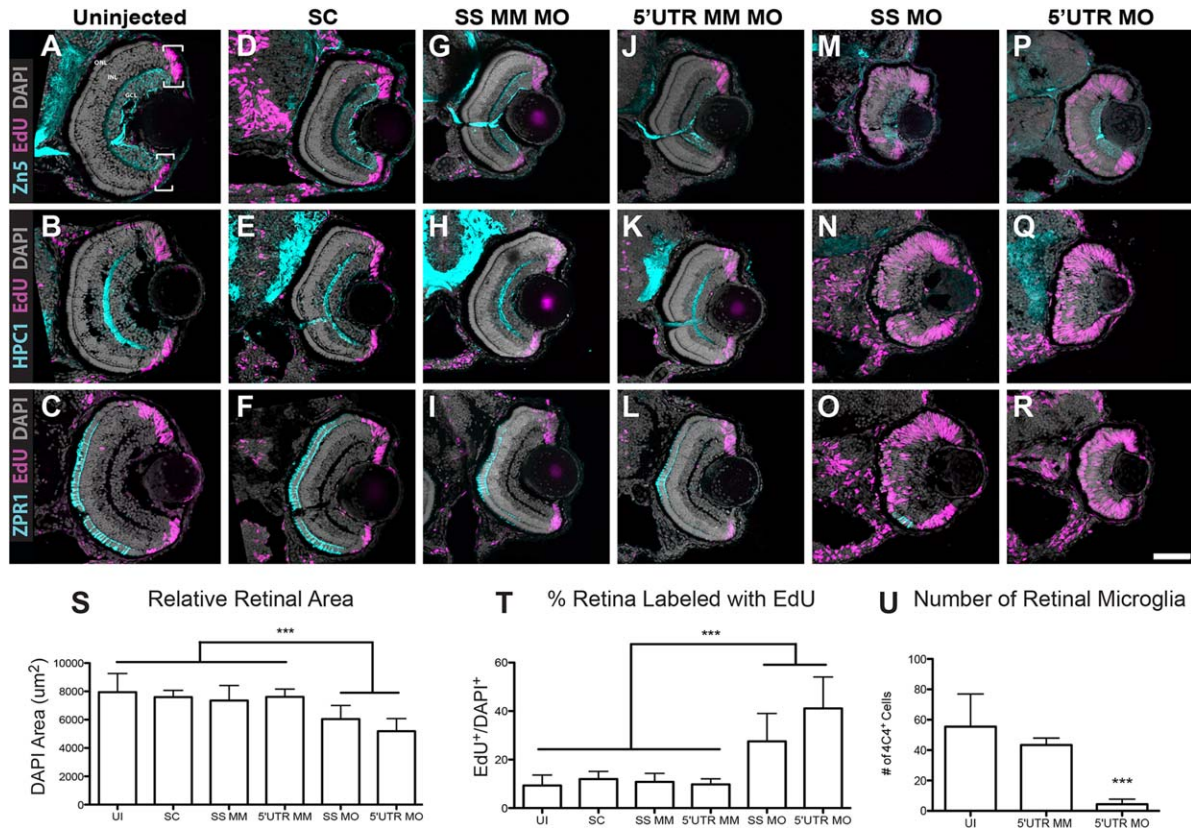 Uninjected SC SS MM MO 5'UTR MM MO SS MO 5'UTR MO
Zn5 EdU DAPI
A D G J M P
ONL INL GCL
HPC1 EdU DAPI
B E H K N Q
ZPR1 EdU DAPI
C F I L O R
S Relative Retinal Area
***
DAPI Area (um²)
10000
8000
6000
4000
2000
0
UI SC SS MM 5'UTR MM SS MO 5'UTR MO
T % Retina Labeled with EdU
***
EdU⁺/DAPI⁺
60
40
20
0
UI SC SS MM 5'UTR MM SS MO 5'UTR MO
U Number of Retinal Microglia
# of 4C4⁺ Cells
100
80
60
40
20
0
***
UI 5'UTR MM 5'UTR MO